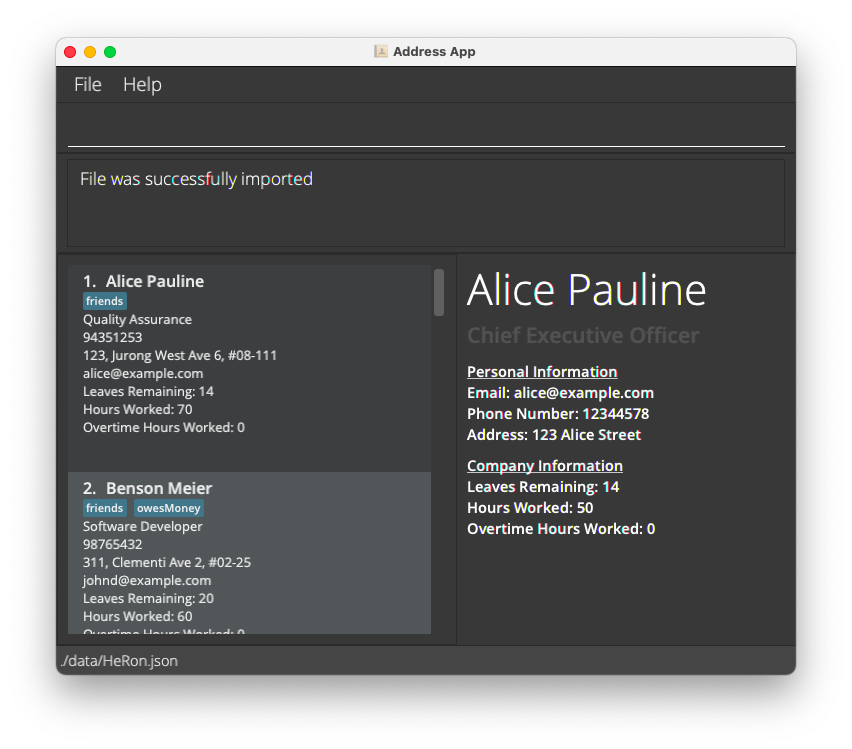 Address App
File Help
File was successfully imported
1. Alice Pauline
friends
Quality Assurance
94351253
123, Jurong West Ave 6, #08-111
alice@example.com
Leaves Remaining: 14
Hours Worked: 70
Overtime Hours Worked: 0
2. Benson Meier
friends owesMoney
Software Developer
98765432
311, Clementi Ave 2, #02-25
johnd@example.com
Leaves Remaining: 20
Hours Worked: 60
Overtime Hours Worked: 0
Alice Pauline
Chief Executive Officer
Personal Information
Email: alice@example.com
Phone Number: 12344578
Address: 123 Alice Street
Company Information
Leaves Remaining: 14
Hours Worked: 50
Overtime Hours Worked: 0
./data/HeRon.json